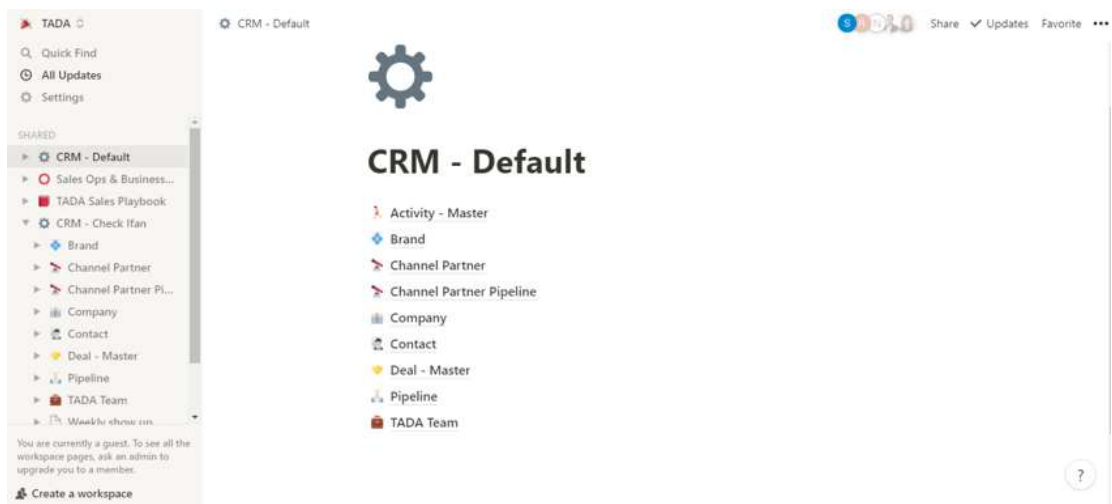 TADA
CRM - Default
S
Share
Updates
Favorite
Quick Find
All Updates
Settings
SHARED
CRM - Default
Sales Ops & Business...
TADA Sales Playbook
CRM - Check Ifan
Brand
Channel Partner
Channel Partner Pi...
Company
Contact
Deal - Master
Pipeline
TADA Team
Weekly show up
You are currently a guest. To see all the
workspace pages, ask an admin to
upgrade you to a member.
Create a workspace
CRM - Default
Activity - Master
Brand
Channel Partner
Channel Partner Pipeline
Company
Contact
Deal - Master
Pipeline
TADA Team
?